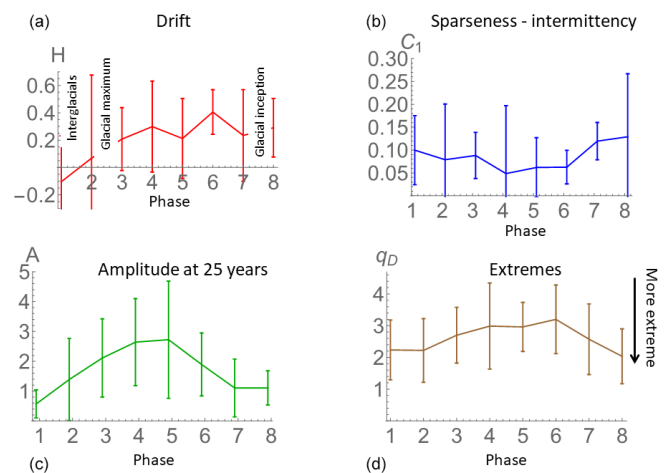 (a)
Drift
H
0.6
0.4
0.2
−0.2
Interglacials
Glacial maximum
Glacial inception
2 3 4 5 6 7 8
Phase
(b)
Sparseness - intermittency
C1
0.30
0.25
0.20
0.15
0.10
0.05
1 2 3 4 5 6 7 8
Phase
A
Amplitude at 25 years
5
4
3
2
1
1 2 3 4 5 6 7 8
(c)
Phase
qD
Extremes
4
3
2
1
More extreme
1 2 3 4 5 6 7 8
(d)
Phase